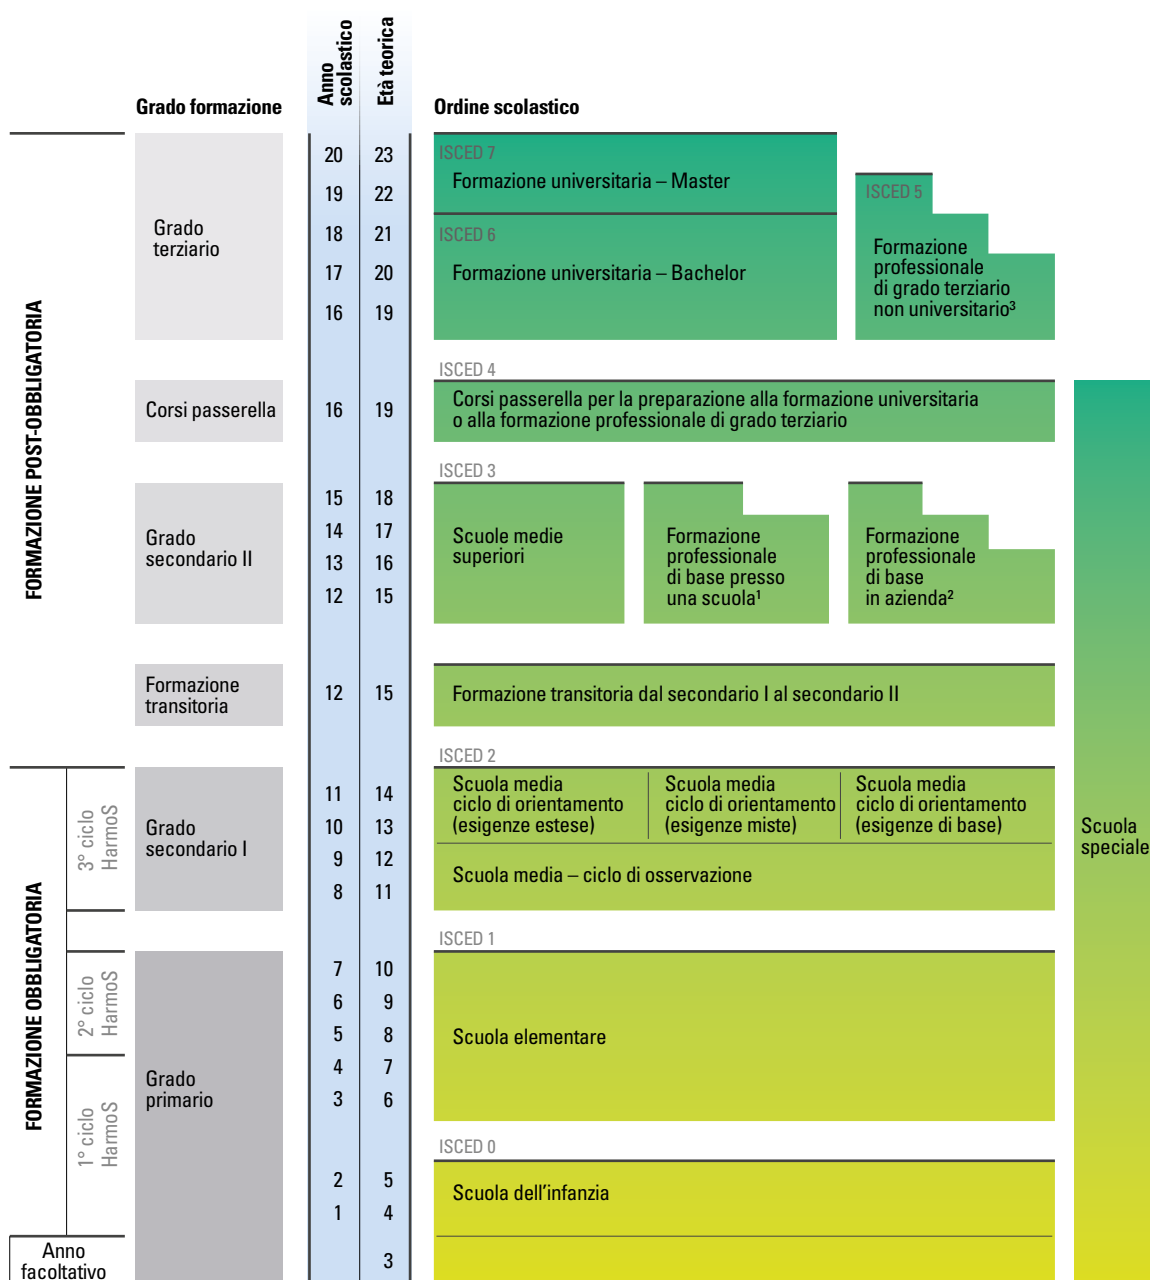 Grado formazione
Anno
scolastico
Età teorica
Ordine scolastico
FORMAZIONE POST-OBBLIGATORIA
Grado
terziario
20 23
19 22
18 21
17 20
16 19
ISCED 7
Formazione universitaria – Master
ISCED 6
Formazione universitaria – Bachelor
ISCED 5
Formazione
professionale
di grado terziario
non universitario³
ISCED 4
Corsi passerella
16 19
Corsi passerella per la preparazione alla formazione universitaria
o alla formazione professionale di grado terziario
ISCED 3
Grado
secondario II
15 18
14 17
13 16
12 15
Scuole medie
superiori
Formazione
professionale
di base presso
una scuola¹
Formazione
professionale
di base
in azienda²
Formazione
transitoria
12 15
Formazione transitoria dal secondario I al secondario II
FORMAZIONE OBBLIGATORIA
ISCED 2
3° ciclo
HarmoS
Grado
secondario I
11 14
10 13
9 12
8 11
Scuola media
ciclo di orientamento
(esigenze estese)
Scuola media
ciclo di orientamento
(esigenze miste)
Scuola media
ciclo di orientamento
(esigenze di base)
Scuola media – ciclo di osservazione
Scuola
speciale
ISCED 1
2° ciclo
HarmoS
1° ciclo
HarmoS
Grado
primario
7 10
6 9
5 8
4 7
3 6
Scuola elementare
ISCED 0
2 5
1 4
Scuola dell’infanzia
Anno
facoltativo
3